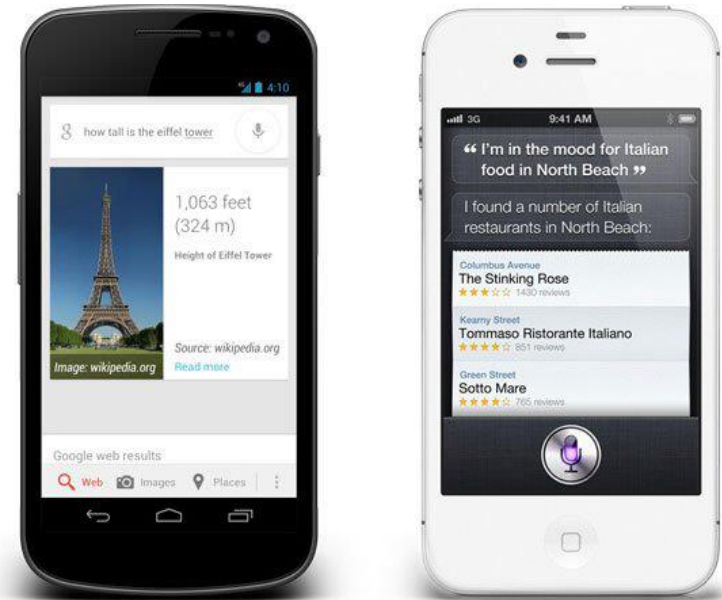 4G 4:10
g how tall is the eiffel tower
1,063 feet
(324 m)
Height of Eiffel Tower
Source: wikipedia.org
Image: wikipedia.org
Read more
Google web results
Web Images Places
3G 9:41 AM
“ I’m in the mood for Italian
food in North Beach ”
I found a number of Italian
restaurants in North Beach:
Columbus Avenue
The Stinking Rose
1430 reviews
Kearny Street
Tommaso Ristorante Italiano
851 reviews
Green Street
Sotto Mare
765 reviews